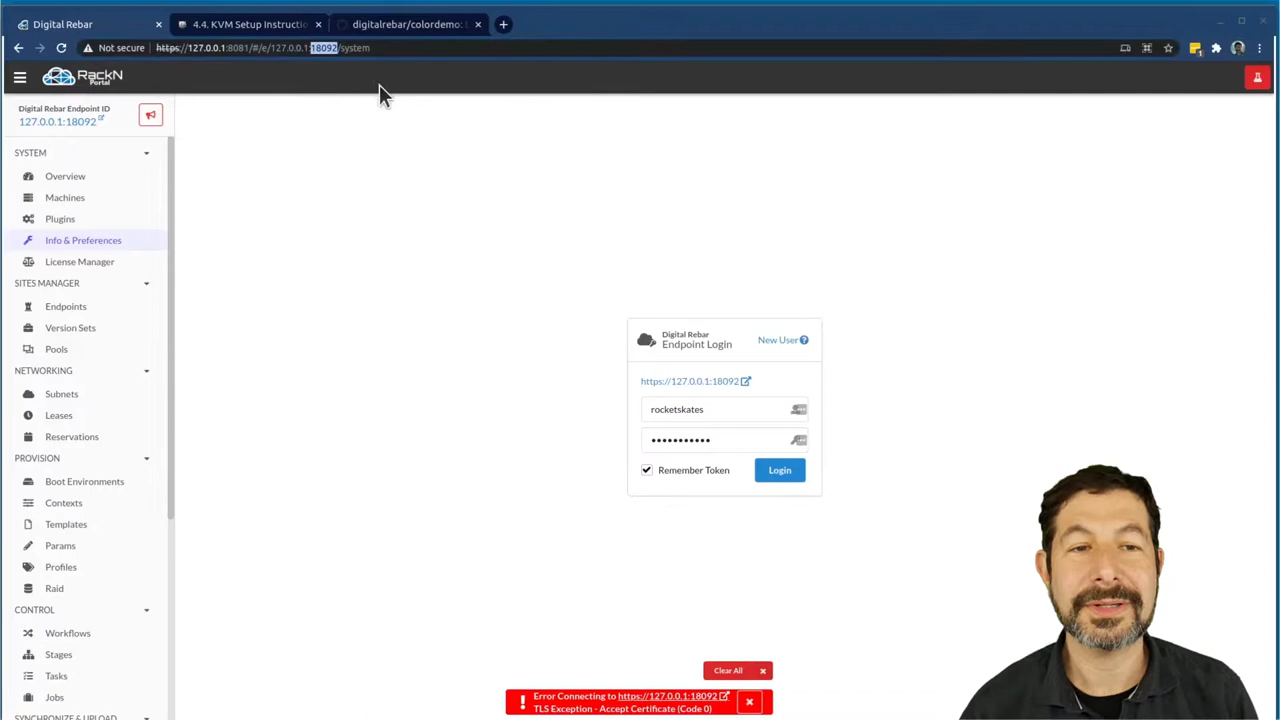 Digital Rebar
4.4. KVM Setup Instructio
digitalrebar/colordemo: l
Not secure
https://127.0.0.1:8081/#/e/127.0.0.1:18092/system
RackN
Portal
Digital Rebar Endpoint ID
127.0.0.1:18092
SYSTEM
Overview
Machines
Plugins
Info & Preferences
License Manager
SITES MANAGER
Endpoints
Version Sets
Pools
NETWORKING
Subnets
Leases
Reservations
PROVISION
Boot Environments
Contexts
Templates
Params
Profiles
Raid
CONTROL
Workflows
Stages
Tasks
Jobs
SYNCHRONIZE & UPLOAD
Digital Rebar
Endpoint Login
New User
https://127.0.0.1:18092
rocketskates
•••••••••••
Remember Token
Login
Clear All
Error Connecting to https://127.0.0.1:18092
TLS Exception - Accept Certificate (Code 0)